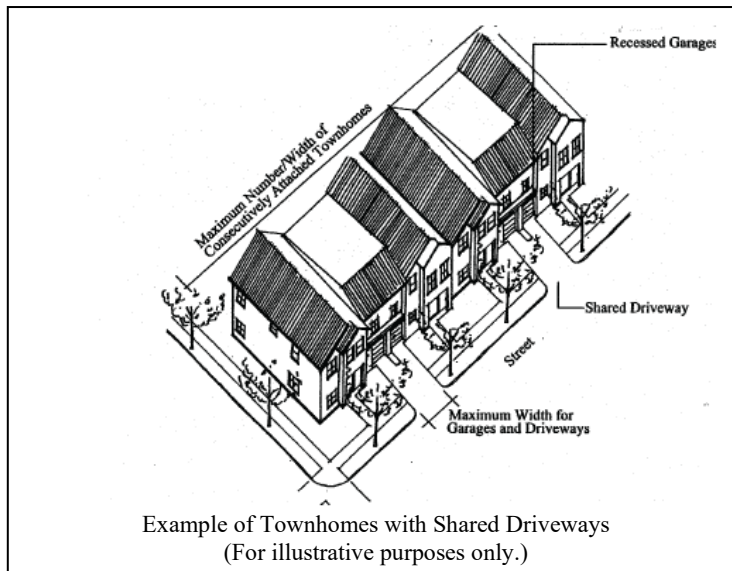 Recessed Garages
Maximum Number/Width of
Consecutively Attached Townhomes
Shared Driveway
Street
Maximum Width for
Garages and Driveways
Example of Townhomes with Shared Driveways
(For illustrative purposes only.)